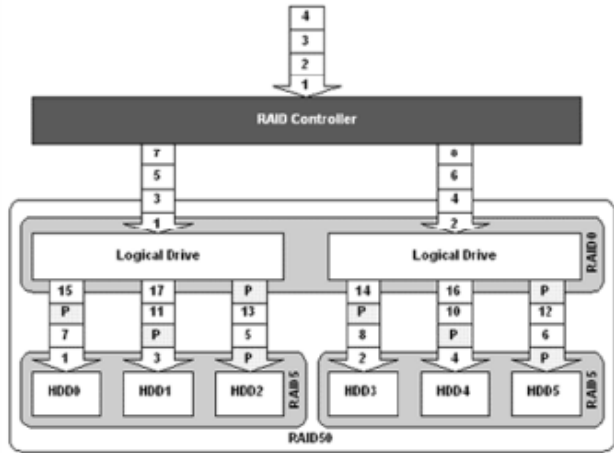 4
3
2
1
RAID Controller
7 8
5 6
3 4
1 2
Logical Drive Logical Drive RAID0
15 17 P 14 16 P
P 11 13 P 10 12
7 P 5 8 P 6
1 3 P 2 4 P
HDD0 HDD1 HDD2 RAID5 HDD3 HDD4 HDD5 RAID5
RAID50